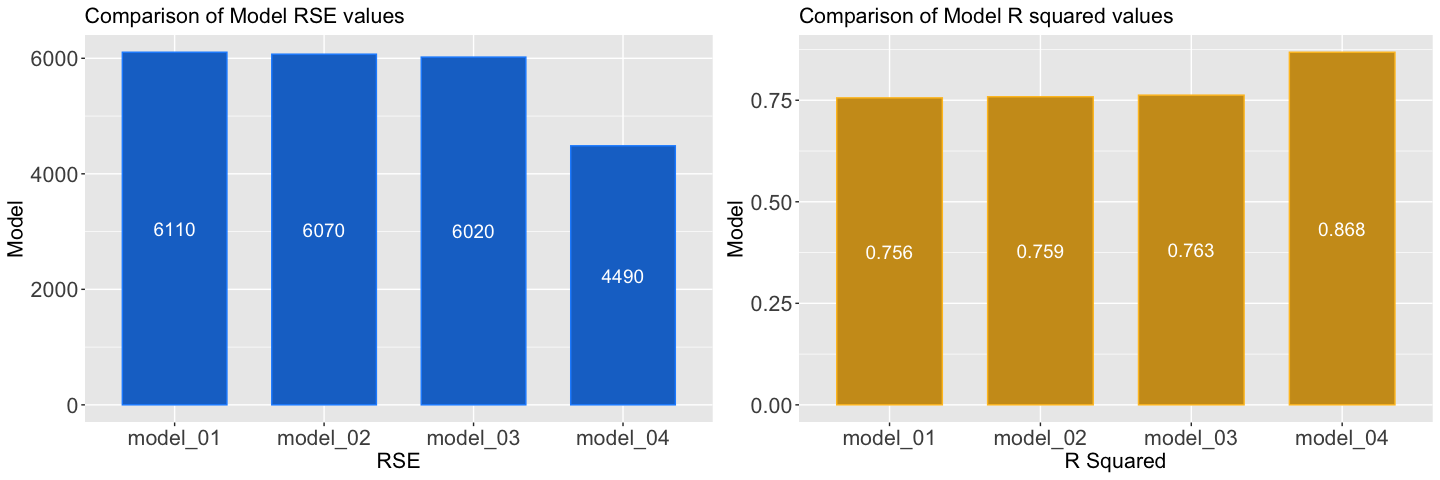 Comparison of Model RSE values
Model
6000
4000
2000
0
6110
6070
6020
4490
model_01 model_02 model_03 model_04
RSE
Comparison of Model R squared values
Model
0.75
0.50
0.25
0.00
0.756
0.759
0.763
0.868
model_01 model_02 model_03 model_04
R Squared